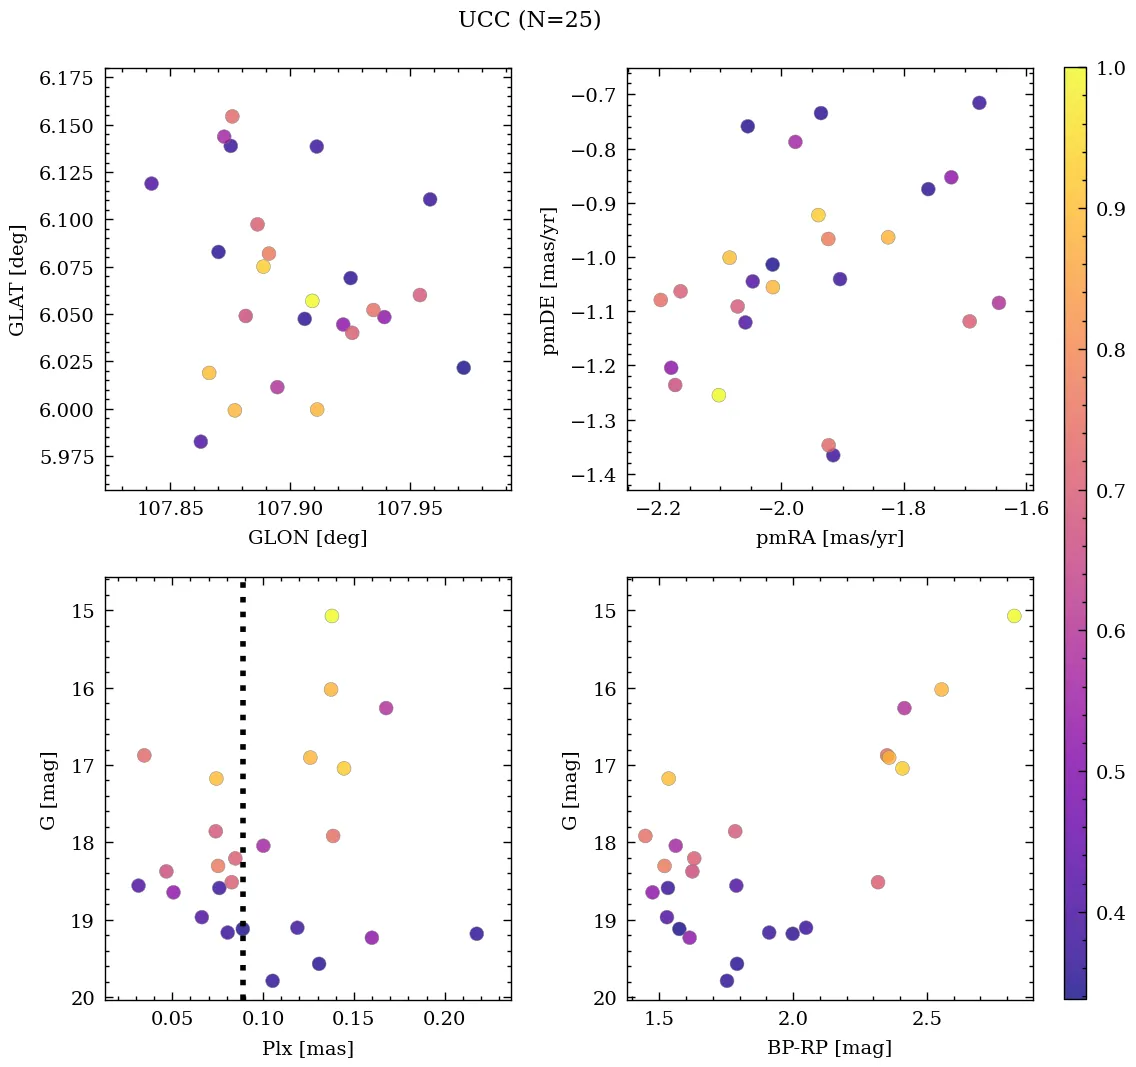 UCC (N=25)
6.175
6.150
6.125
6.100
6.075
6.050
6.025
6.000
5.975
GLAT [deg]
107.85 107.90 107.95
GLON [deg]
−0.7
−0.8
−0.9
−1.0
−1.1
−1.2
−1.3
−1.4
pmDE [mas/yr]
−2.2 −2.0 −1.8 −1.6
pmRA [mas/yr]
15
16
17
18
19
20
G [mag]
0.05 0.10 0.15 0.20
Plx [mas]
15
16
17
18
19
20
G [mag]
1.5 2.0 2.5
BP-RP [mag]
1.0
0.9
0.8
0.7
0.6
0.5
0.4